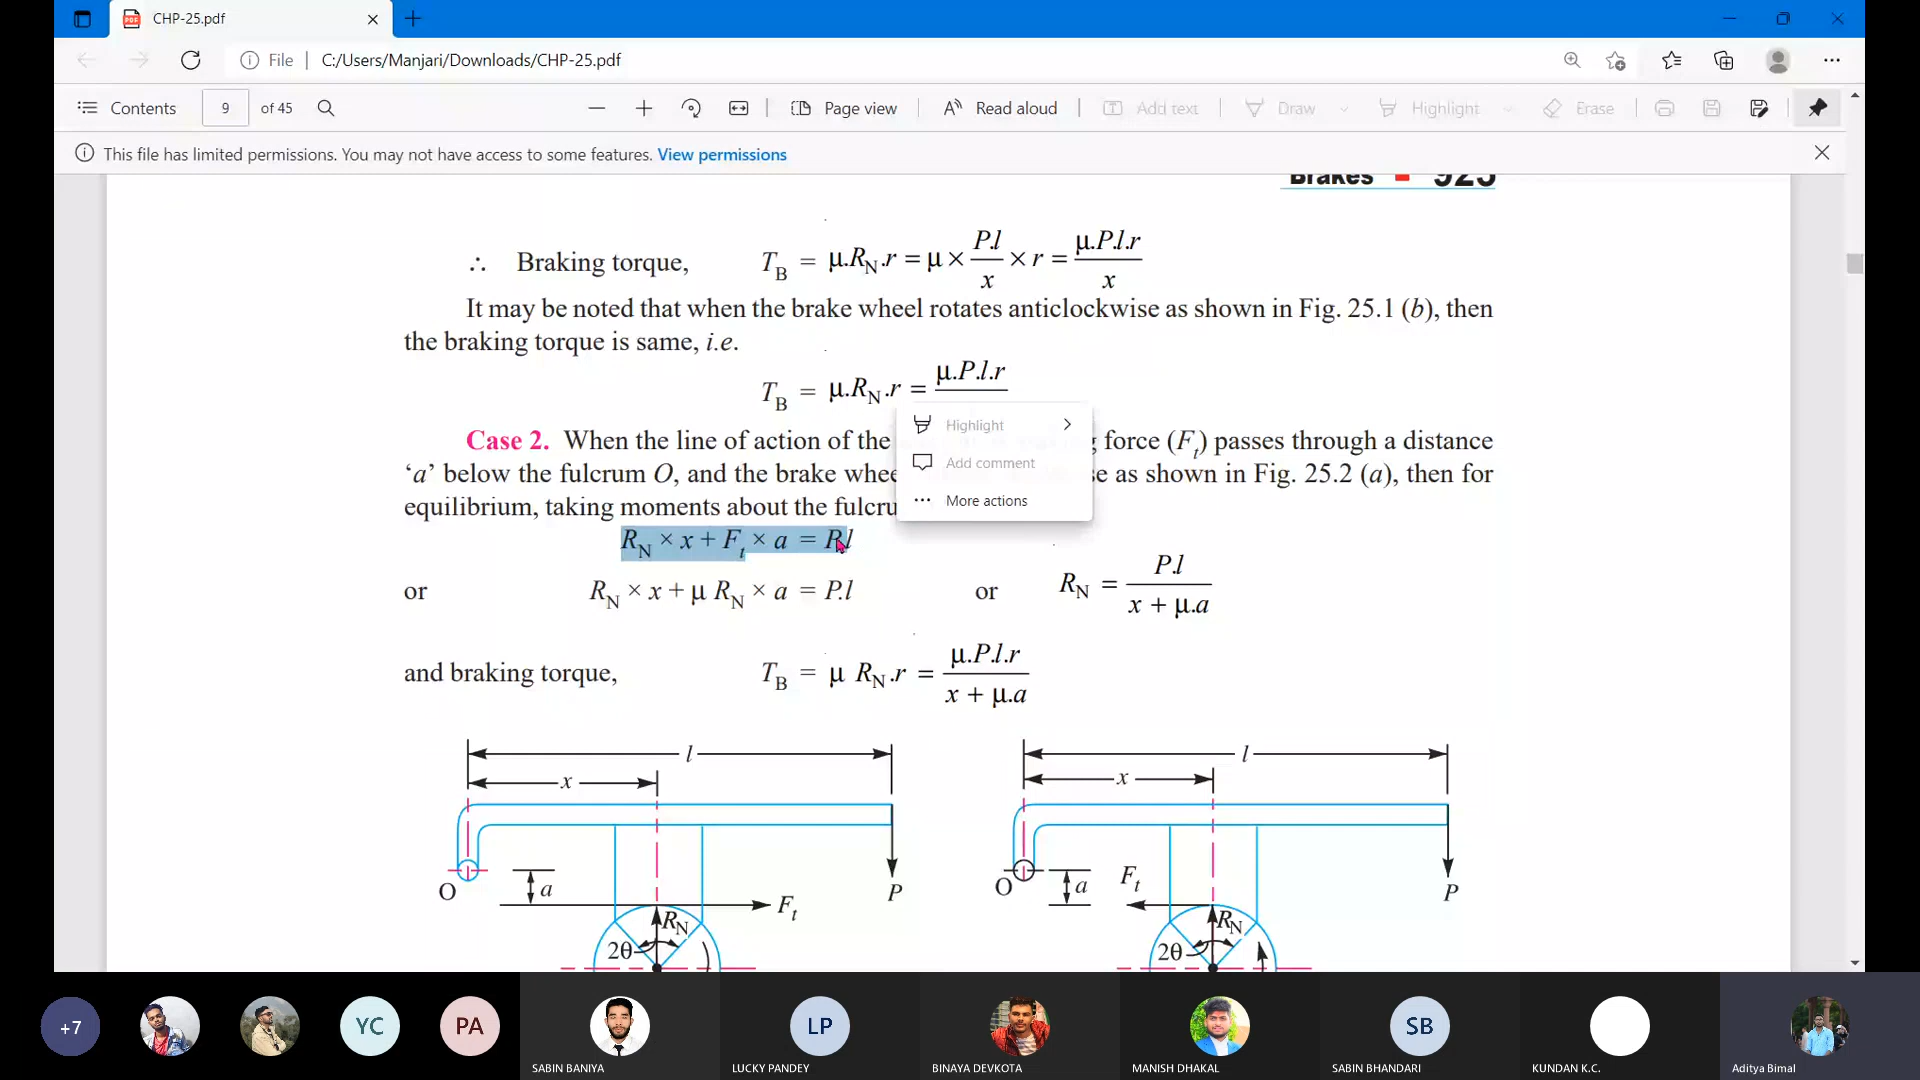 CHP-25.pdf
File
C:/Users/Manjari/Downloads/CHP-25.pdf
Contents
9
of 45
Page view
Read aloud
Add text
Draw
Highlight
Erase
This file has limited permissions. You may not have access to some features. View permissions
Brakes 925
∴ Braking torque, T_B = μ.R_N.r = μ × P.l/x × r = μ.P.l.r/x
It may be noted that when the brake wheel rotates anticlockwise as shown in Fig. 25.1 (b), then
the braking torque is same, i.e.
T_B = μ.R_N.r = μ.P.l.r
Case 2. When the line of action of the force (F_t) passes through a distance
'a' below the fulcrum O, and the brake whee e as shown in Fig. 25.2 (a), then for
equilibrium, taking moments about the fulcru
Highlight
Add comment
More actions
R_N × x + F_t × a = P.l
or R_N × x + μ R_N × a = P.l or R_N = P.l/(x + μ.a)
and braking torque, T_B = μ R_N.r = μ.P.l.r/(x + μ.a)
l
x
O
a
F_t
P
R_N
2θ
l
x
O
a
F_t
P
R_N
2θ
+7
YC
PA
SABIN BANIYA
LP
LUCKY PANDEY
BINAYA DEVKOTA
MANISH DHAKAL
SB
SABIN BHANDARI
KUNDAN K.C.
Aditya Bimal